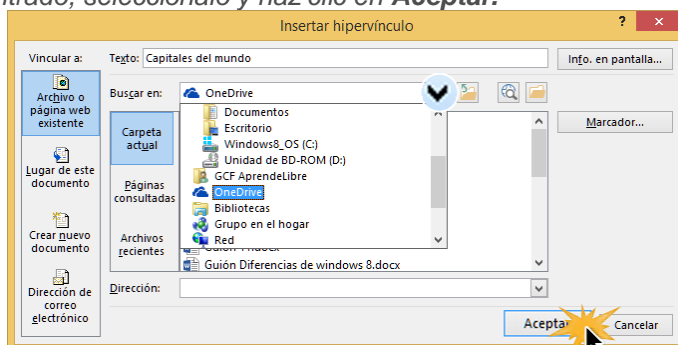 seleccíonalo y haz clic en Aceptar.
Insertar hipervínculo
?
x
Vincular a:
Texto: Capitales del mundo
Info. en pantalla...
Archivo o
página web
existente
Buscar en:
OneDrive
Marcador...
Documentos
Escritorio
Windows8_OS (C:)
Unidad de BD-ROM (D:)
GCF AprendeLibre
OneDrive
Bibliotecas
Grupo en el hogar
Red
Carpeta
actual
Lugar de este
documento
Páginas
consultadas
Crear nuevo
documento
Archivos
recientes
Guión Diferencias de windows 8.docx
Dirección de
correo
electrónico
Dirección:
Aceptar
Cancelar